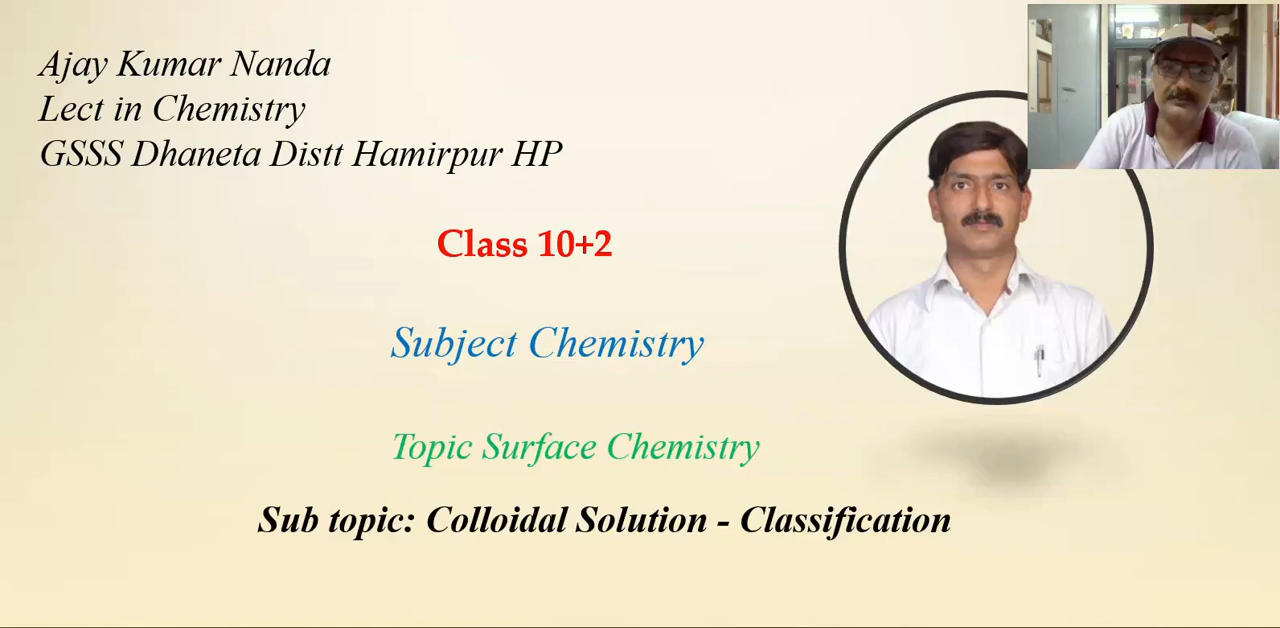 Ajay Kumar Nanda
Lect in Chemistry
GSSS Dhaneta Distt Hamirpur HP
Class 10+2
Subject Chemistry
Topic Surface Chemistry
Sub topic: Colloidal Solution - Classification